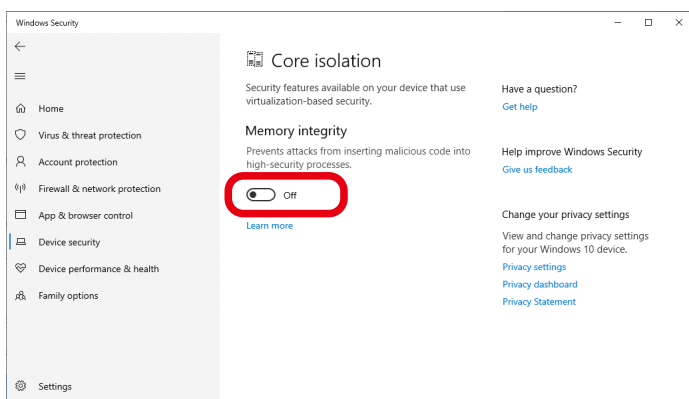 Windows Security
Home
Virus & threat protection
Account protection
Firewall & network protection
App & browser control
Device security
Device performance & health
Family options
Settings
Core isolation
Security features available on your device that use
virtualization-based security.
Memory integrity
Prevents attacks from inserting malicious code into
high-security processes.
Off
Learn more
Have a question?
Get help
Help improve Windows Security
Give us feedback
Change your privacy settings
View and change privacy settings
for your Windows 10 device.
Privacy settings
Privacy dashboard
Privacy Statement